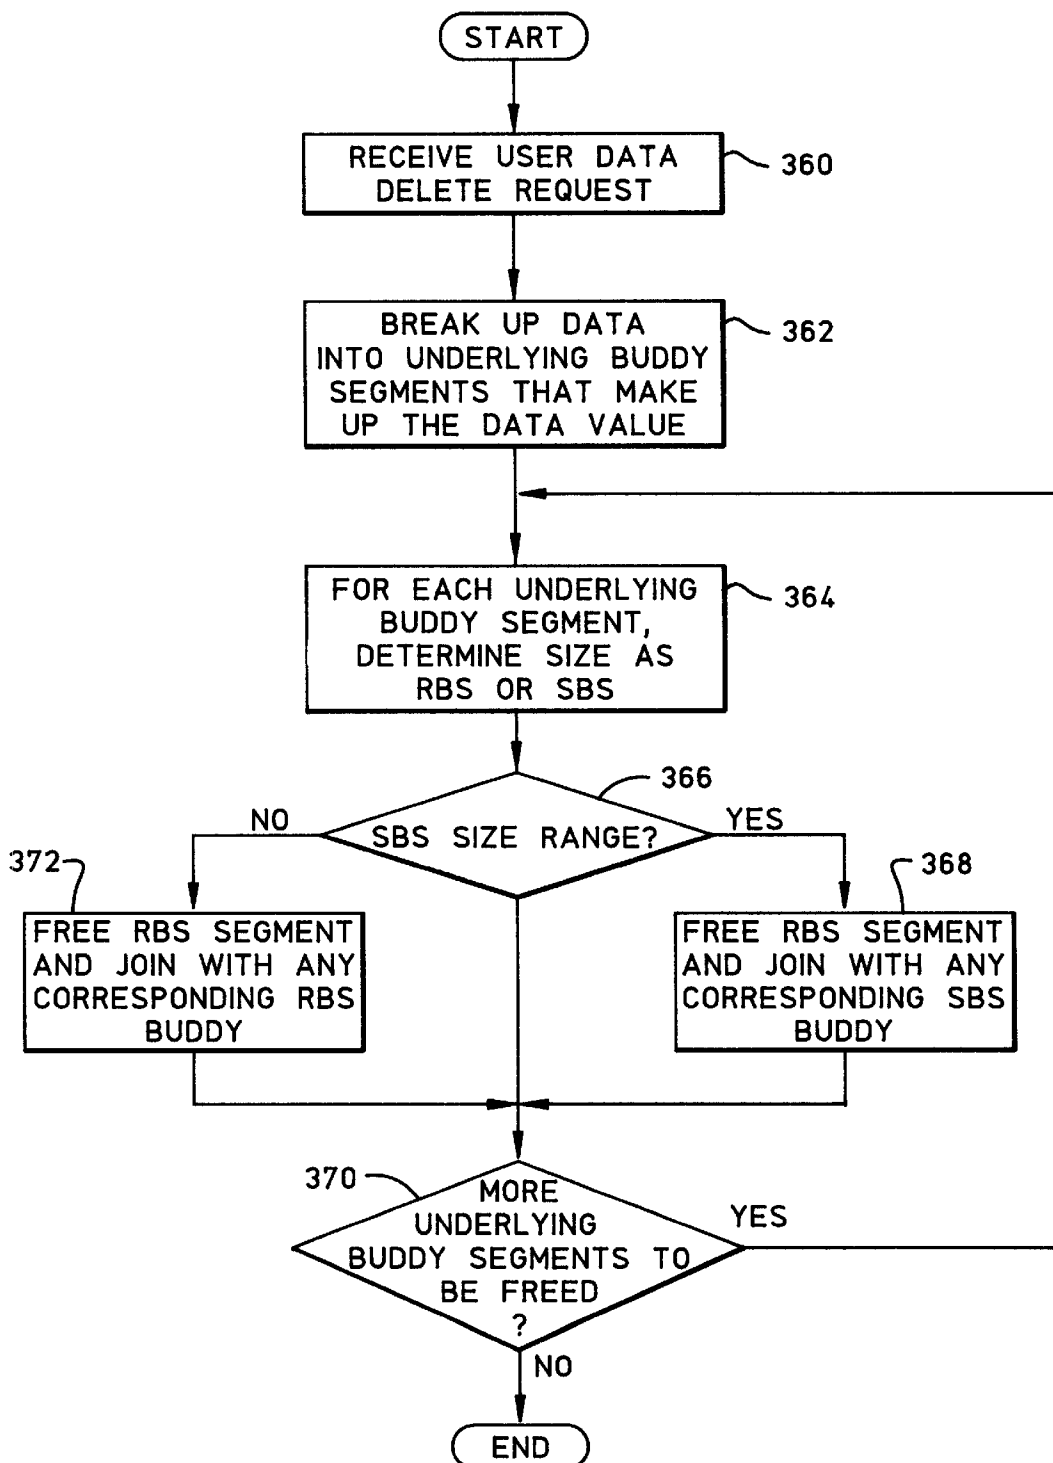 START
RECEIVE USER DATA
DELETE REQUEST
360
BREAK UP DATA
INTO UNDERLYING BUDDY
SEGMENTS THAT MAKE
UP THE DATA VALUE
362
FOR EACH UNDERLYING
BUDDY SEGMENT,
DETERMINE SIZE AS
RBS OR SBS
364
366
NO
SBS SIZE RANGE?
YES
372
FREE RBS SEGMENT
AND JOIN WITH ANY
CORRESPONDING RBS
BUDDY
368
FREE RBS SEGMENT
AND JOIN WITH ANY
CORRESPONDING SBS
BUDDY
370
MORE
UNDERLYING
BUDDY SEGMENTS TO
BE FREED
?
YES
NO
END